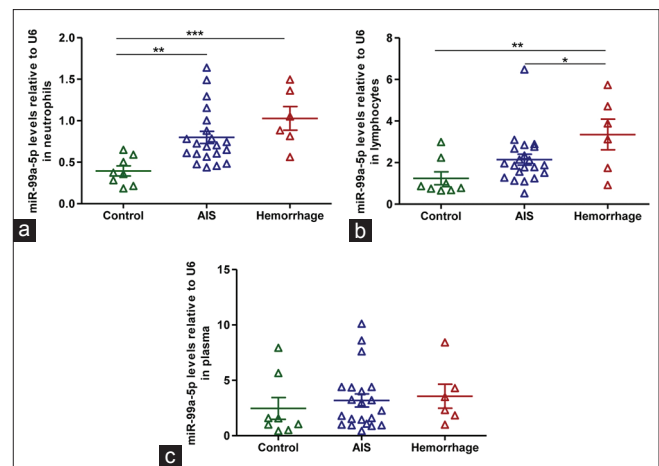 miR-99a-5p levels relative to U6
in neutrophils
2.0
1.5
1.0
0.5
0.0
***
**
Control AIS Hemorrhage
a
miR-99a-5p levels relative to U6
in lymphocytes
8
6
4
2
0
**
*
Control AIS Hemorrhage
b
miR-99a-5p levels relative to U6
in plasma
15
10
5
0
Control AIS Hemorrhage
c